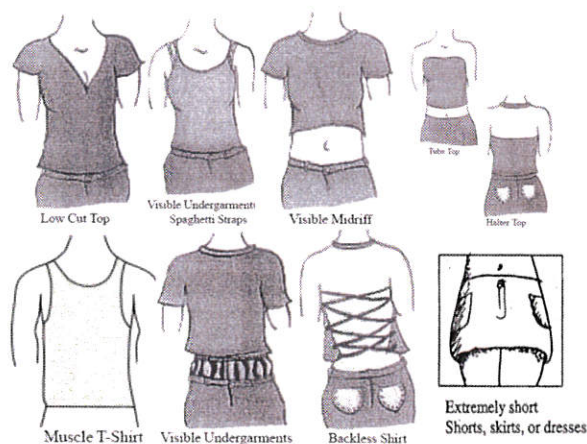 Low Cut Top
Visible Undergarments
Spaghetti Straps
Visible Midriff
Tube Top
Halter Top
Muscle T-Shirt
Visible Undergarments
Backless Shirt
Extremely short
Shorts, skirts, or dresses